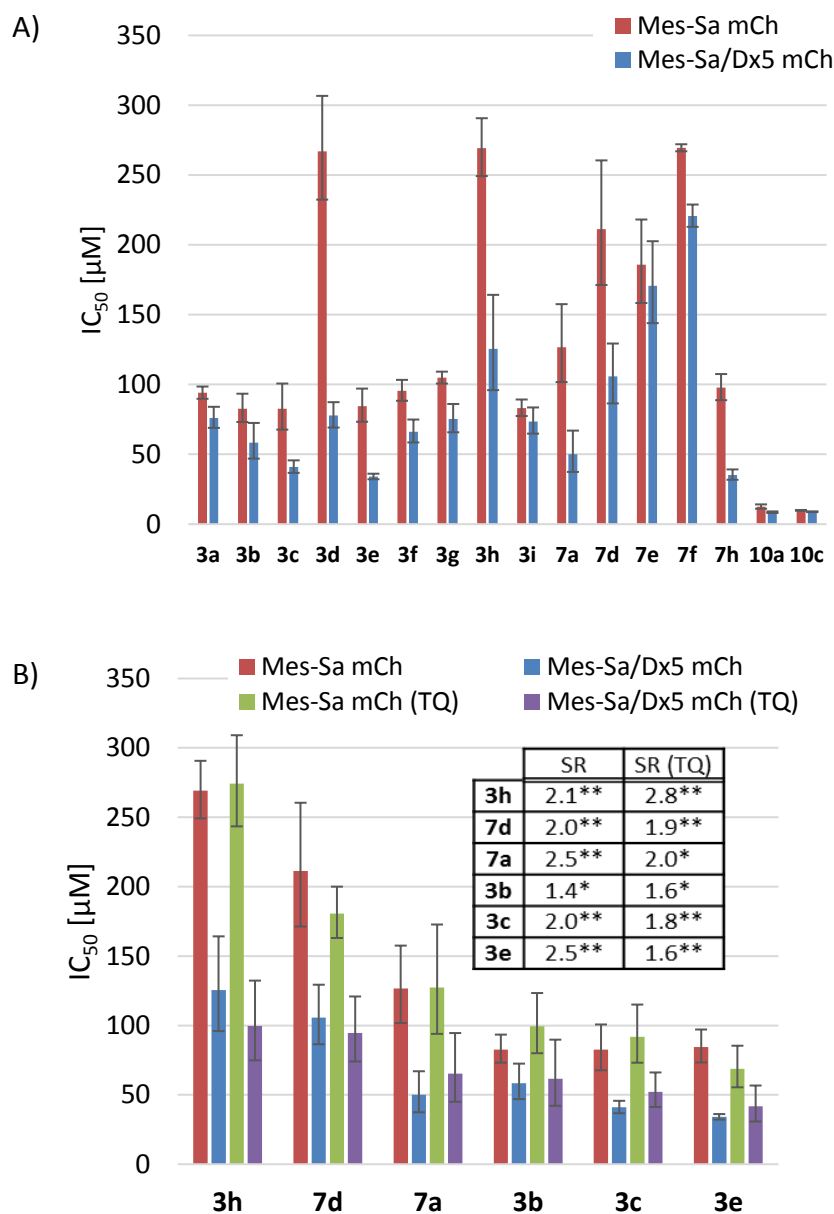 A)
Mes-Sa mCh
Mes-Sa/Dx5 mCh
IC50 [µM]
350
300
250
200
150
100
50
0
3a 3b 3c 3d 3e 3f 3g 3h 3i 7a 7d 7e 7f 7h 10a 10c
B)
Mes-Sa mCh Mes-Sa/Dx5 mCh
Mes-Sa mCh (TQ) Mes-Sa/Dx5 mCh (TQ)
IC50 [µM]
350
300
250
200
150
100
50
0
SR SR (TQ)
3h 2.1** 2.8**
7d 2.0** 1.9**
7a 2.5** 2.0*
3b 1.4* 1.6*
3c 2.0** 1.8**
3e 2.5** 1.6**
3h 7d 7a 3b 3c 3e